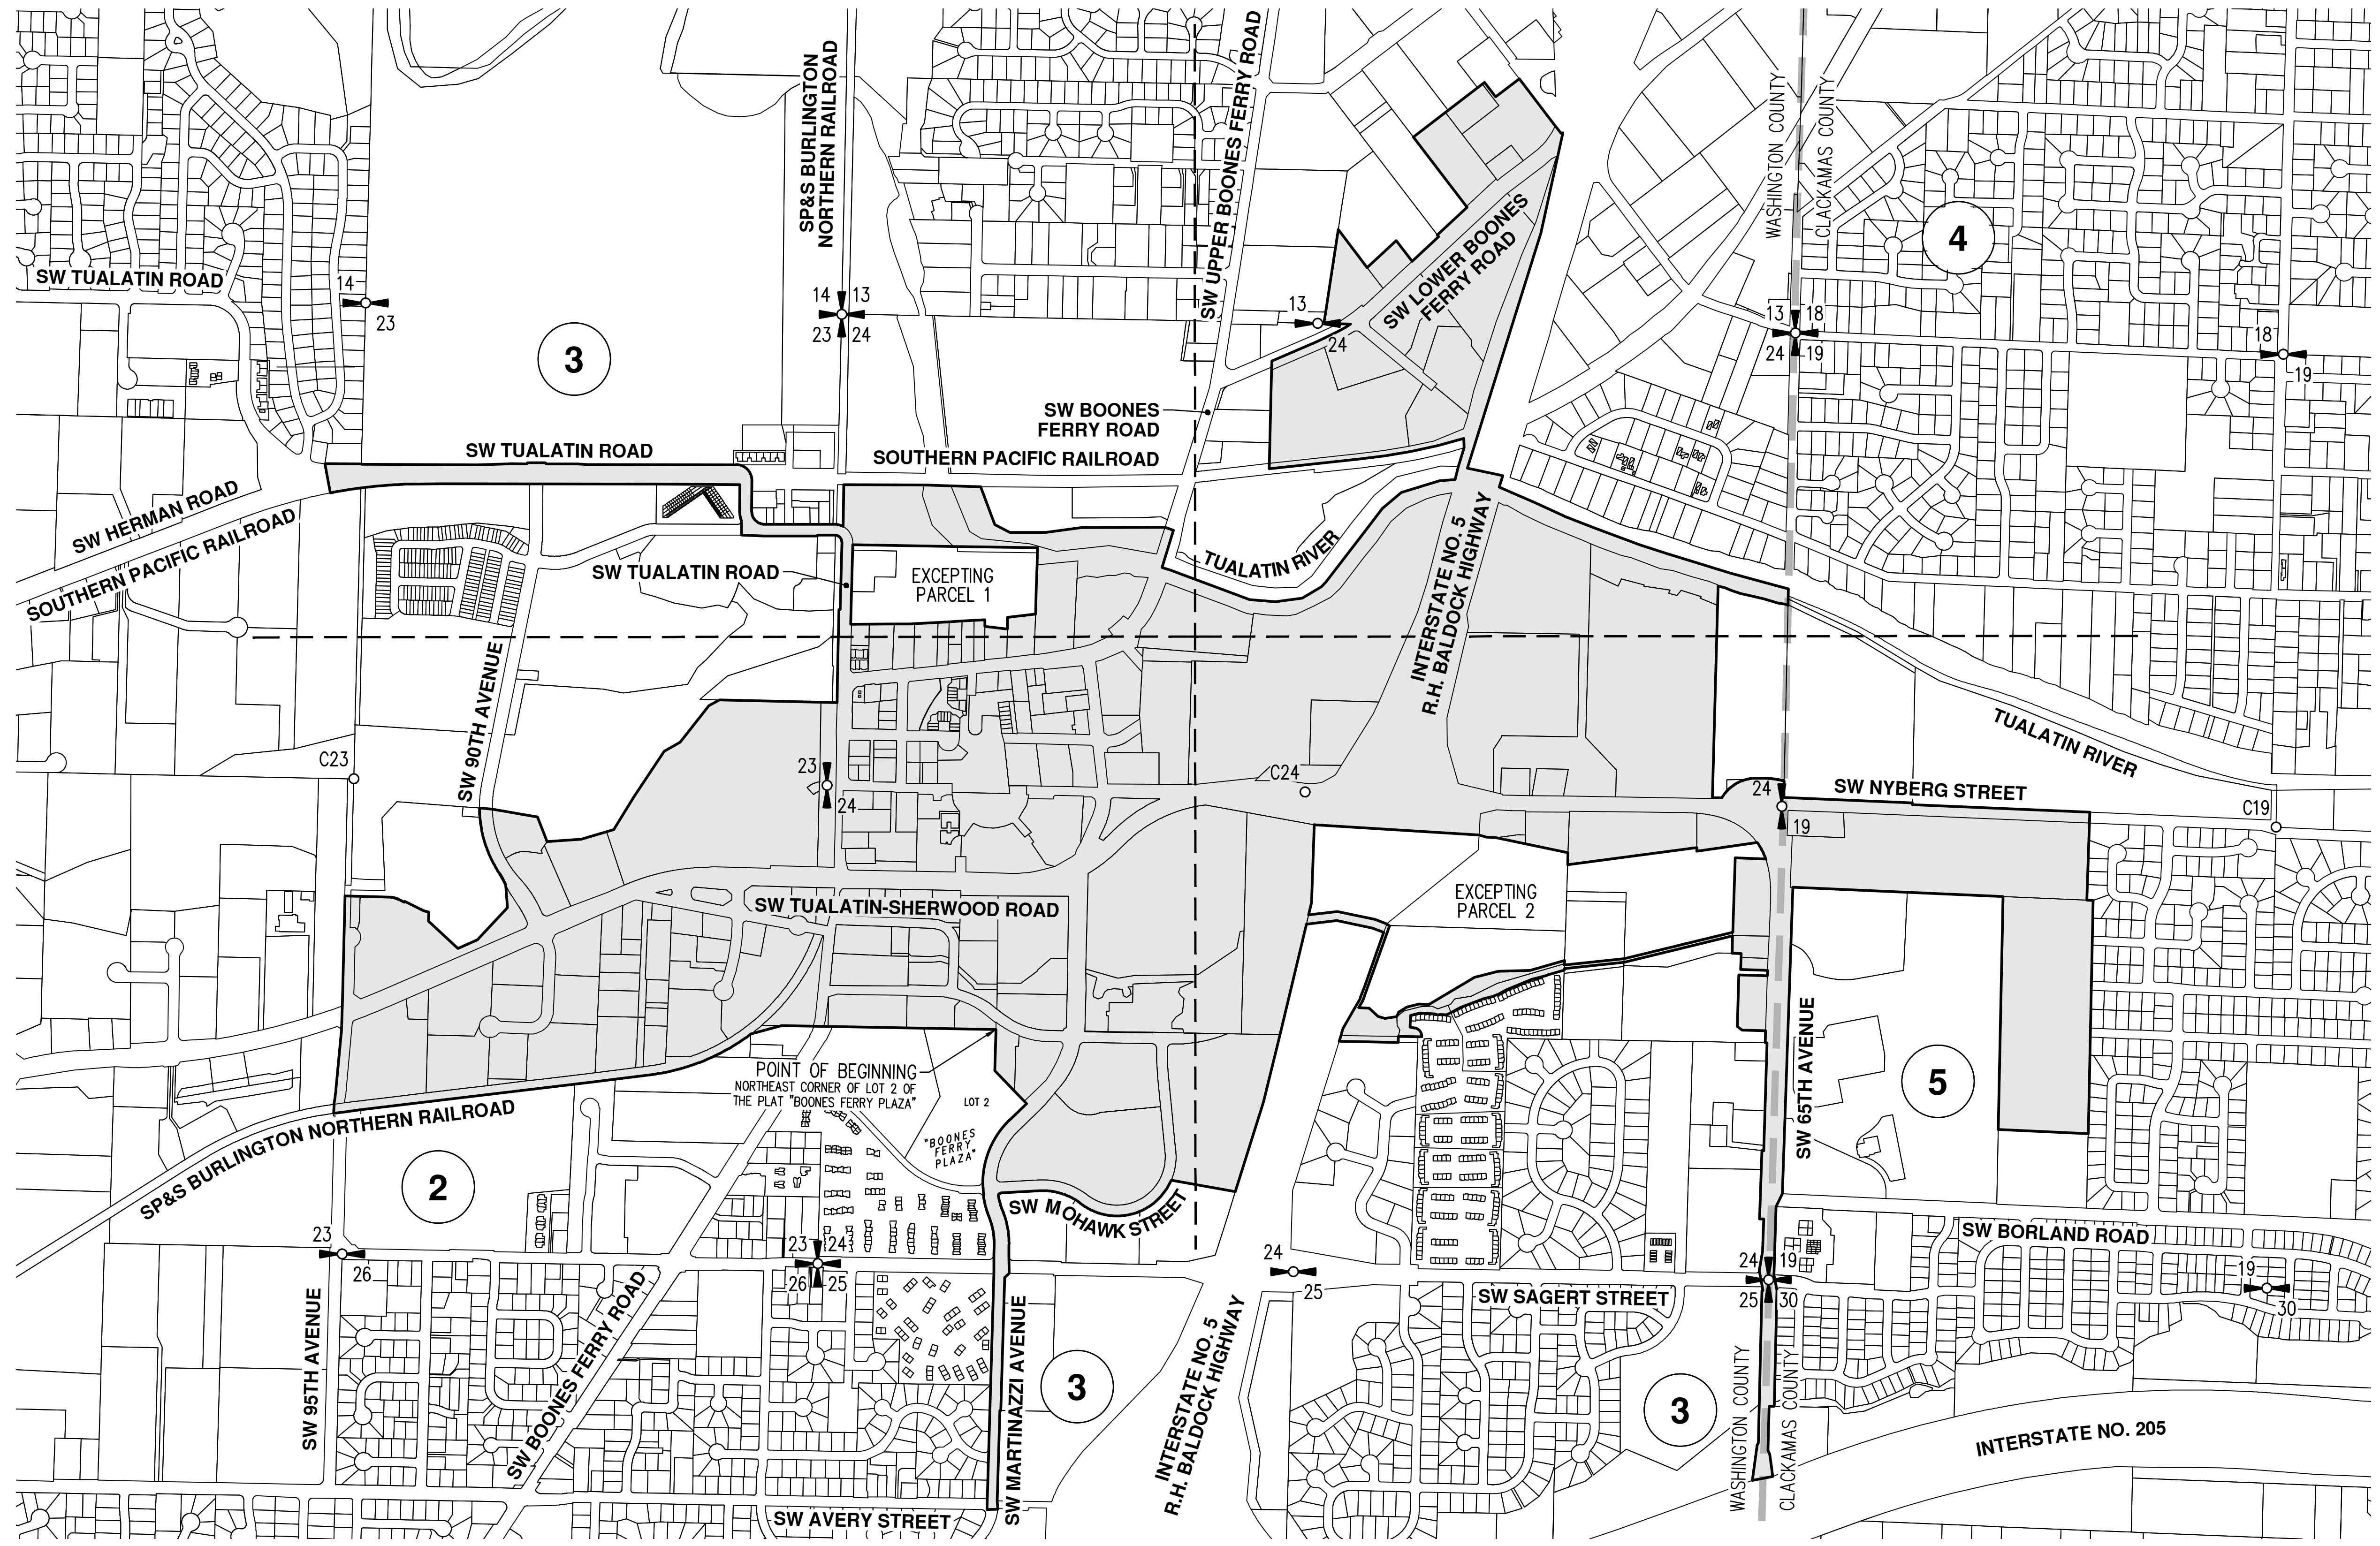 SP&S BURLINGTON
NORTHERN RAILROAD
SW UPPER BOONES FERRY ROAD
WASHINGTON COUNTY
CLACKAMAS COUNTY
4
SW LOWER BOONES
FERRY ROAD
SW TUALATIN ROAD
14
23
14 13
23 24
13
24
13 18
24 19
18
19
3
SW BOONES
FERRY ROAD
SW TUALATIN ROAD
SOUTHERN PACIFIC RAILROAD
SW HERMAN ROAD
SOUTHERN PACIFIC RAILROAD
SW TUALATIN ROAD
EXCEPTING
PARCEL 1
TUALATIN RIVER
INTERSTATE NO. 5
R.H. BALDOCK HIGHWAY
SW 90TH AVENUE
TUALATIN RIVER
C23
23
24
C24
24
19
SW NYBERG STREET
C19
EXCEPTING
PARCEL 2
SW TUALATIN-SHERWOOD ROAD
SW 65TH AVENUE
5
POINT OF BEGINNING
NORTHEAST CORNER OF LOT 2 OF
THE PLAT "BOONES FERRY PLAZA"
LOT 2
"BOONES
FERRY
PLAZA"
SP&S BURLINGTON NORTHERN RAILROAD
2
SW MOHAWK STREET
23
26
23 24
26 25
24
25
24 19
25 30
SW BORLAND ROAD
19
30
SW SAGERT STREET
SW 95TH AVENUE
SW BOONES FERRY ROAD
SW MARTINAZZI AVENUE
3
INTERSTATE NO. 5
R.H. BALDOCK HIGHWAY
3
WASHINGTON COUNTY
CLACKAMAS COUNTY
INTERSTATE NO. 205
SW AVERY STREET